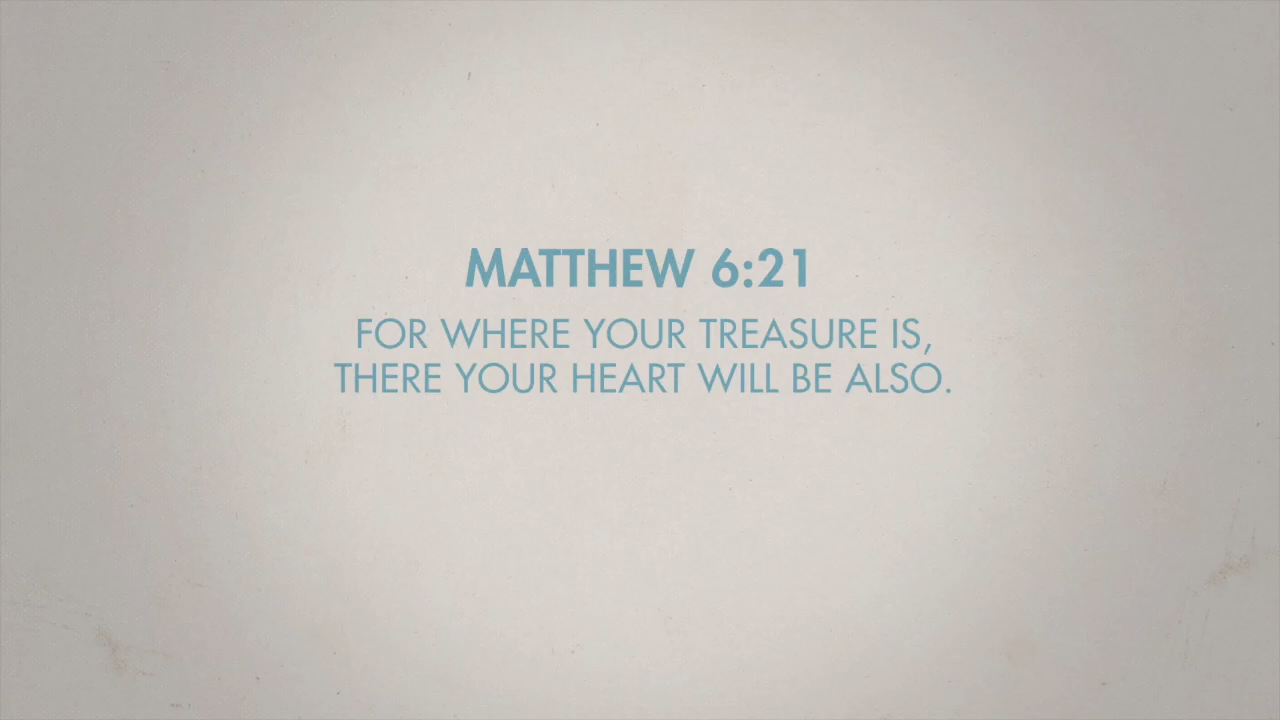 MATTHEW 6:21
FOR WHERE YOUR TREASURE IS,
THERE YOUR HEART WILL BE ALSO.